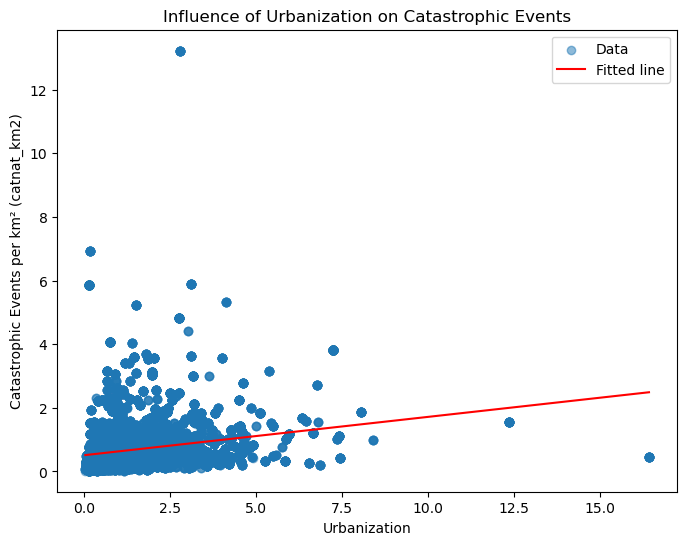 Influence of Urbanization on Catastrophic Events
Data
Fitted line
Catastrophic Events per km² (catnat_km2)
12
10
8
6
4
2
0
0.0 2.5 5.0 7.5 10.0 12.5 15.0
Urbanization